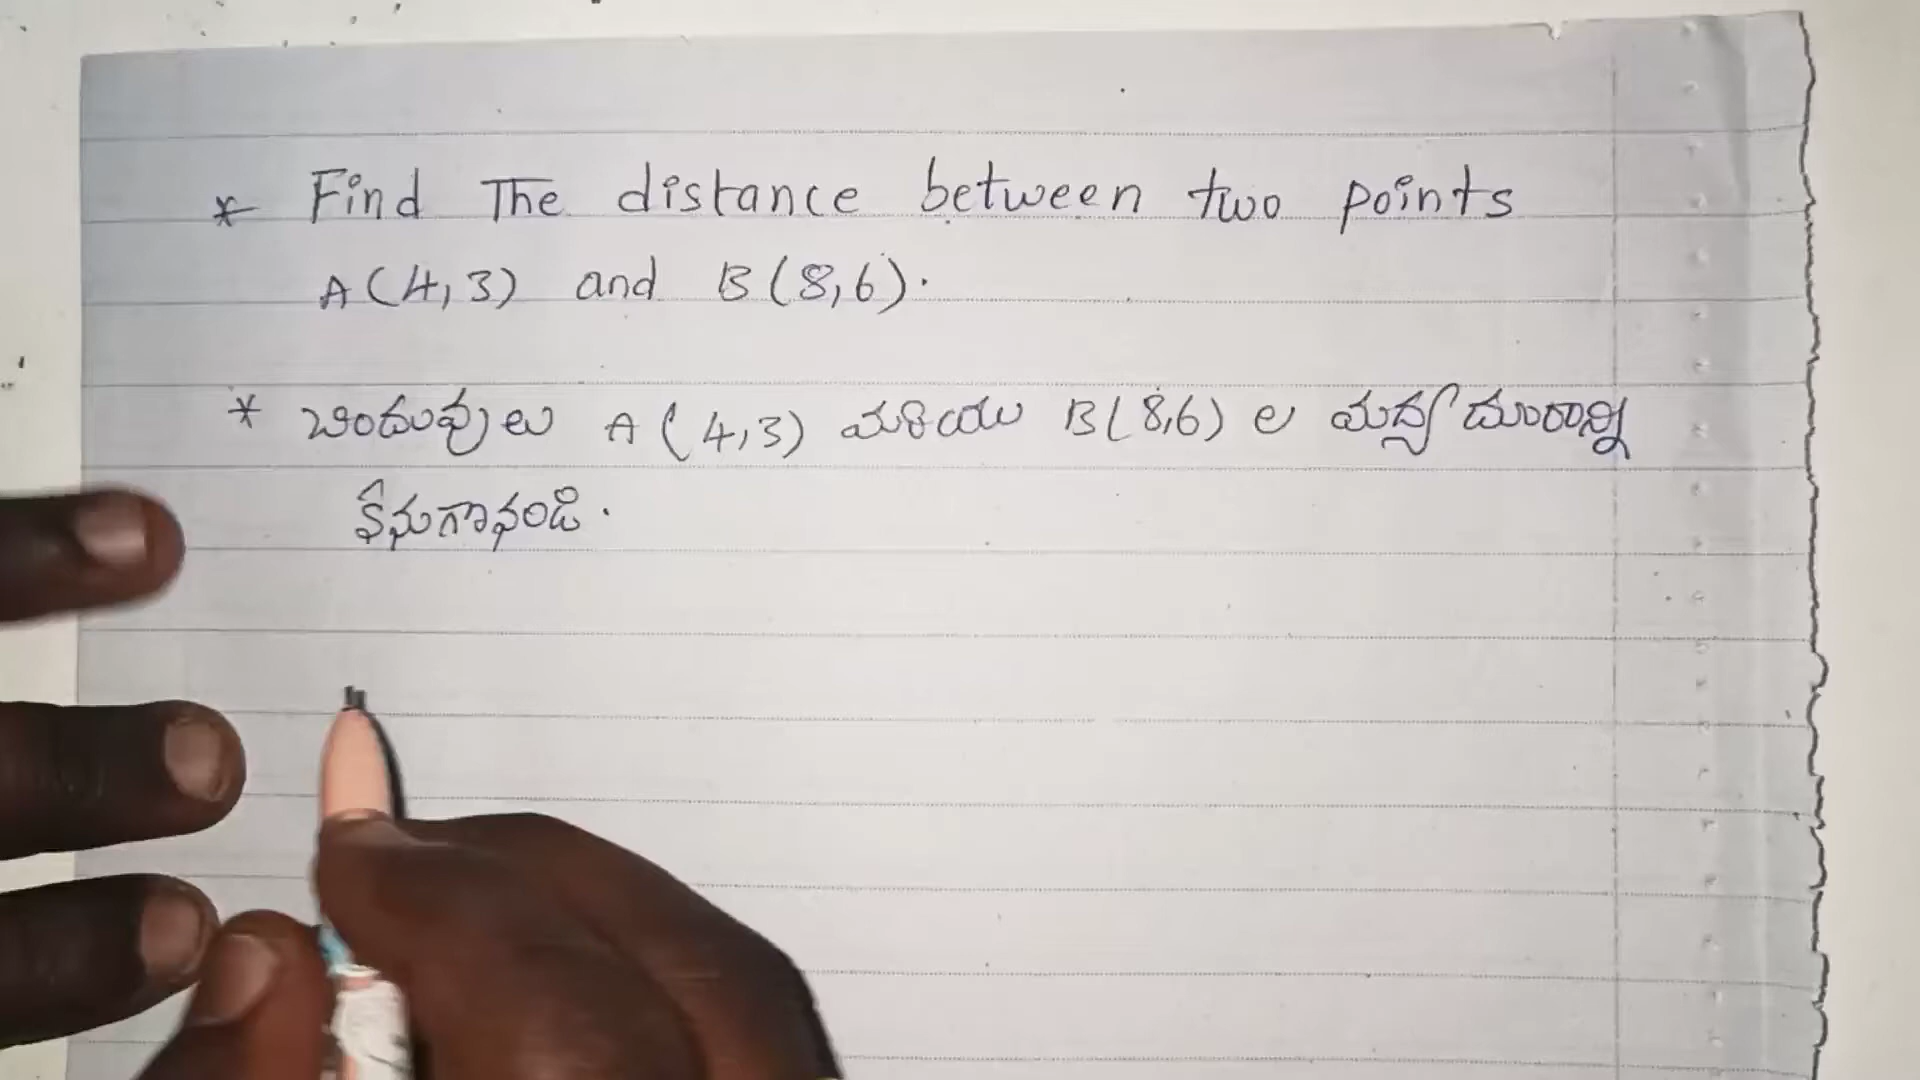 * Find The distance between two points
A(4,3) and B(8,6).
* బిందువులు A(4,3) మరియు B(8,6) ల మధ్య దూరాన్ని
కనుగొనండి.